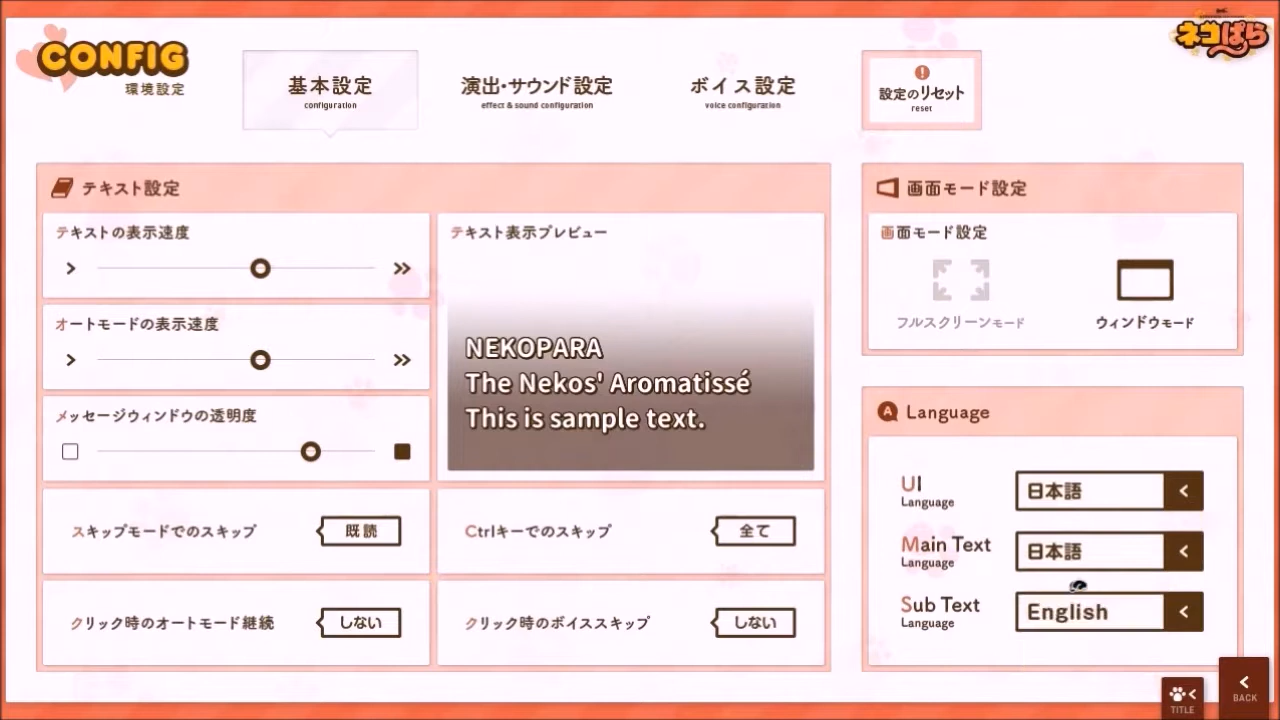 CONFIG
環境設定
基本設定
configuration
演出・サウンド設定
effect & sound configuration
ボイス設定
voice configuration
設定のリセット
reset
ネコぱら
テキスト設定
テキストの表示速度
オートモードの表示速度
メッセージウィンドウの透明度
テキスト表示プレビュー
NEKOPARA
The Nekos' Aromatissé
This is sample text.
スキップモードでのスキップ
既読
Ctrlキーでのスキップ
全て
クリック時のオートモード継続
しない
クリック時のボイススキップ
しない
画面モード設定
画面モード設定
フルスクリーンモード
ウィンドウモード
A Language
UI
Language
日本語
Main Text
Language
日本語
Sub Text
Language
English
TITLE
BACK